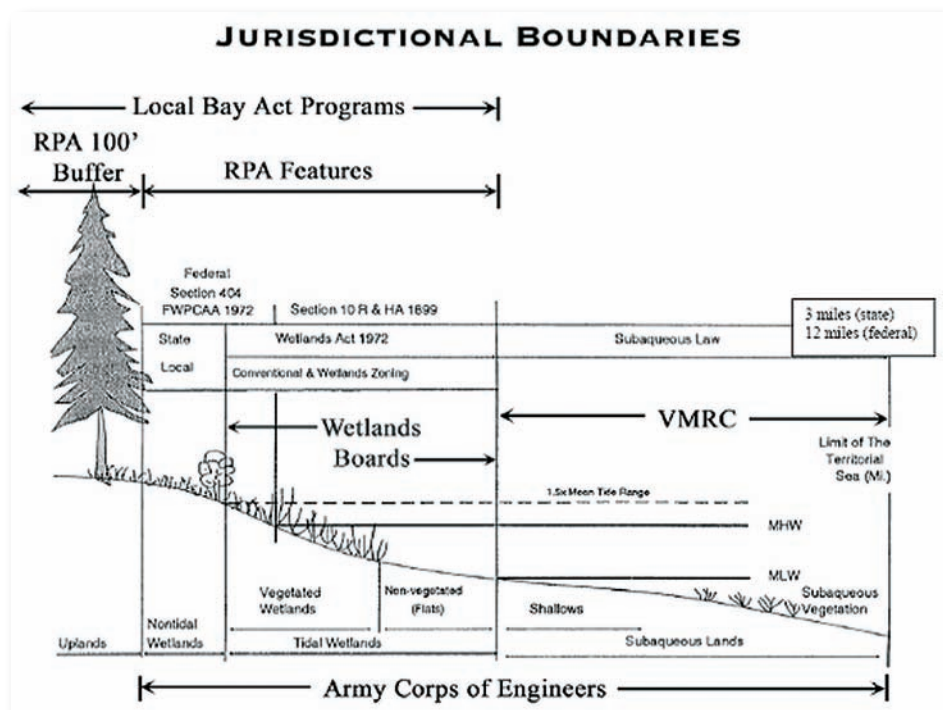 JURISDICTIONAL BOUNDARIES
Local Bay Act Programs
RPA 100’
Buffer
RPA Features
Federal
Section 404
FWPCAA 1972
Section 10 R & HA 1899
3 miles (state)
12 miles (federal)
State
Wetlands Act 1972
Subaqueous Law
Local
Conventional & Wetlands Zoning
Wetlands
Boards
VMRC
Limit of The
Territorial
Sea (Mi.)
1.5x Mean Tide Range
MHW
MLW
Vegetated
Wetlands
Non-vegetated
(Flats)
Shallows
Subaqueous
Vegetation
Uplands
Nontidal
Wetlands
Tidal Wetlands
Subaqueous Lands
Army Corps of Engineers